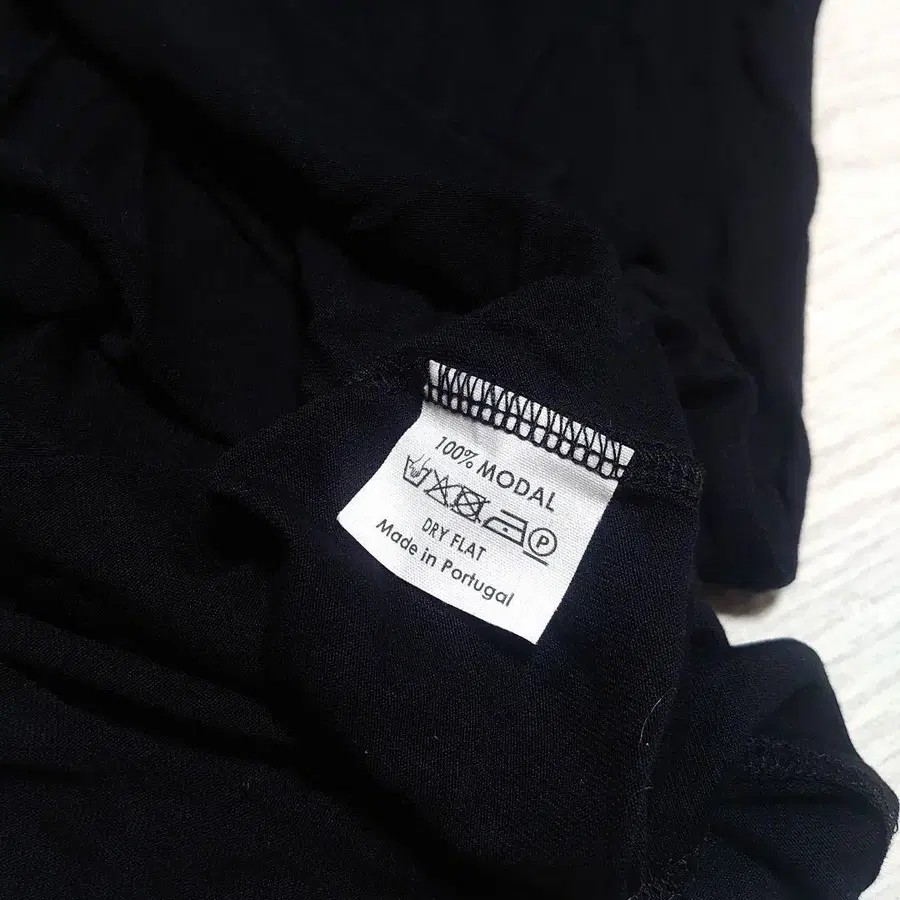 100% MODAL
P
DRY FLAT
Made in Portugal